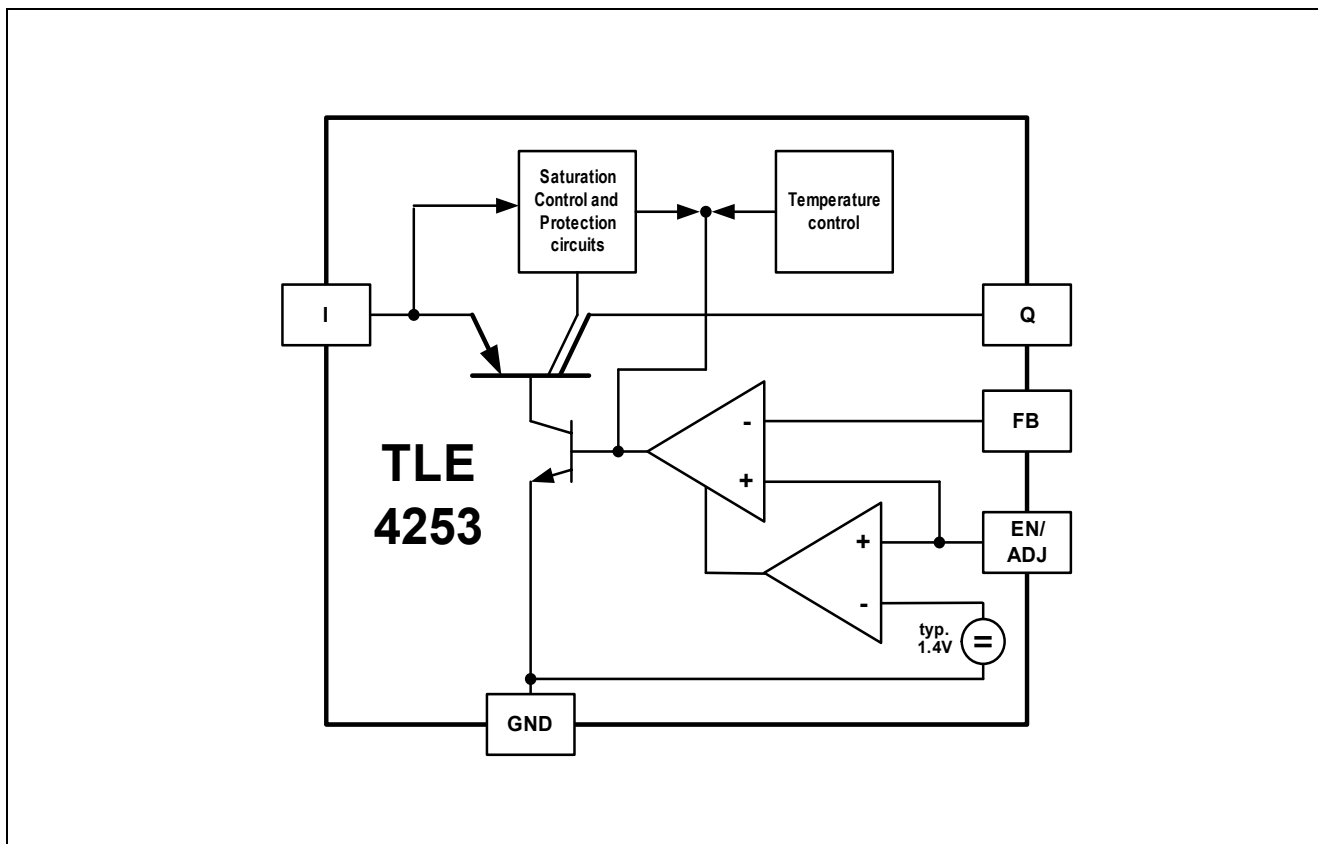 Saturation
Control and
Protection
circuits
Temperature
control
I
Q
FB
-
+
TLE
4253
EN/
ADJ
+
-
typ.
1.4V
=
GND